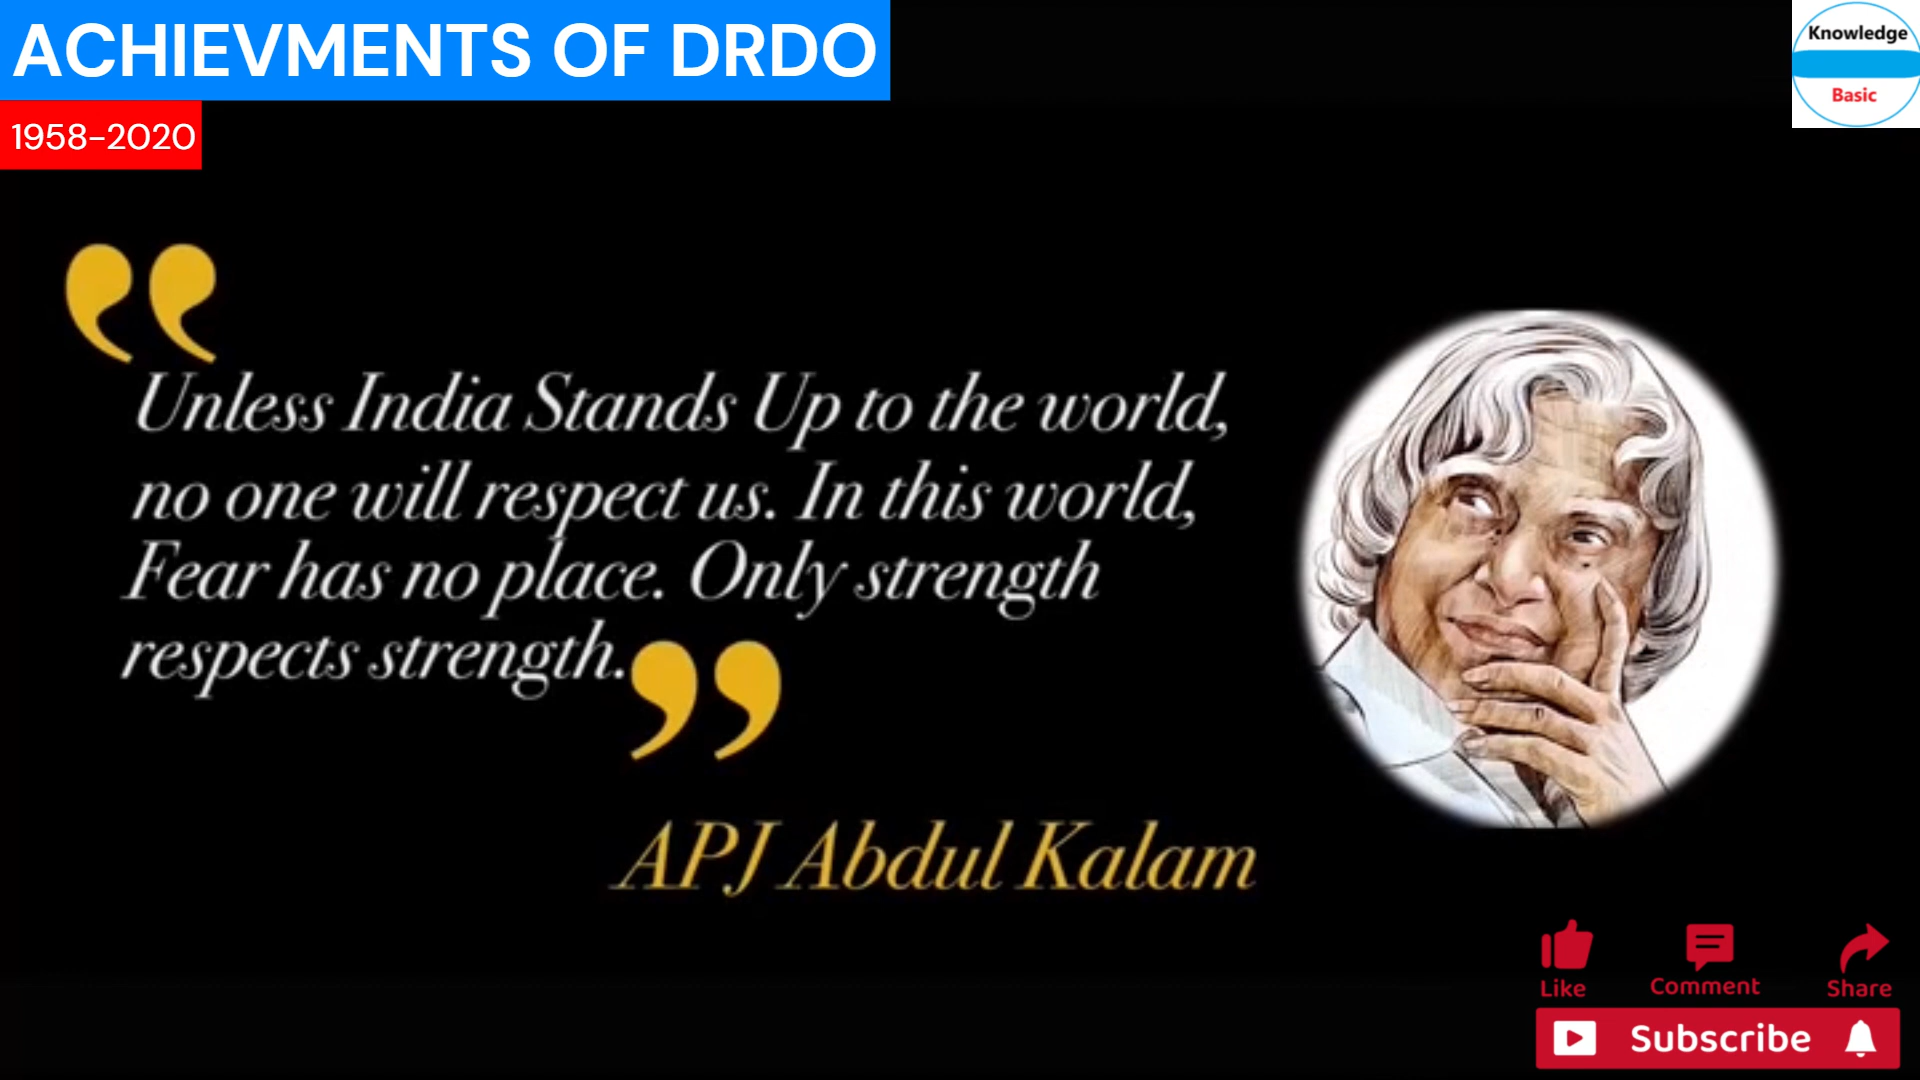 ACHIEVMENTS OF DRDO
1958-2020
Knowledge
Basic
“
Unless India Stands Up to the world,
no one will respect us. In this world,
Fear has no place. Only strength
respects strength.”
APJ Abdul Kalam
Like
Comment
Share
Subscribe